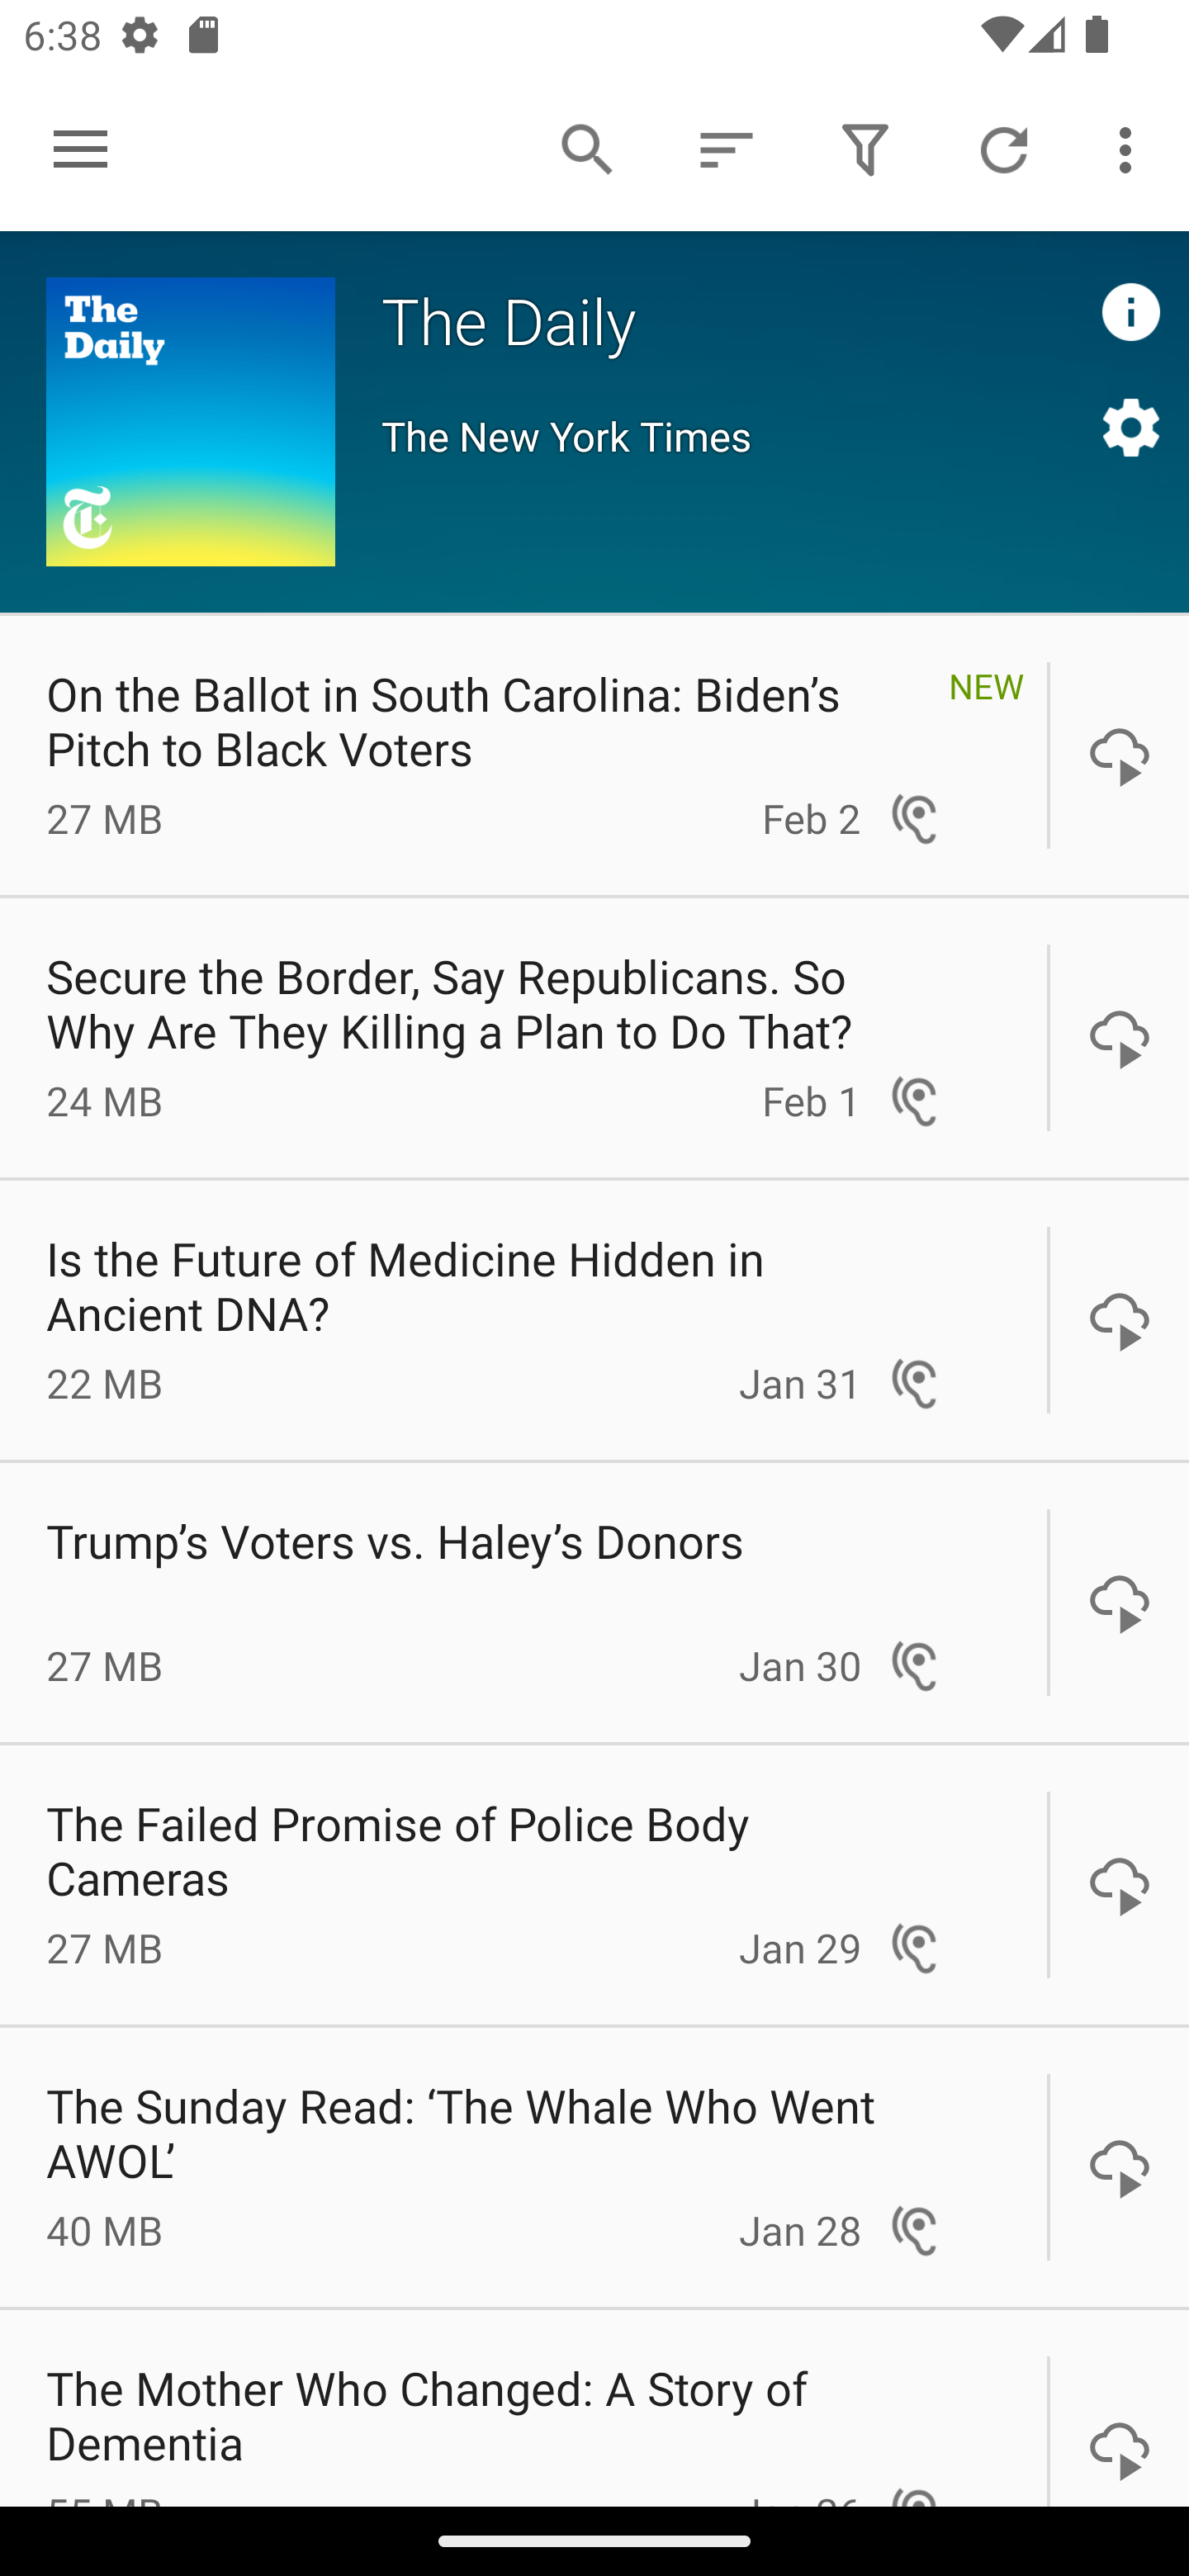 6:38
The
Daily
The Daily
The New York Times
On the Ballot in South Carolina: Biden’s
Pitch to Black Voters
NEW
27 MB
Feb 2
Secure the Border, Say Republicans. So
Why Are They Killing a Plan to Do That?
24 MB
Feb 1
Is the Future of Medicine Hidden in
Ancient DNA?
22 MB
Jan 31
Trump’s Voters vs. Haley’s Donors
27 MB
Jan 30
The Failed Promise of Police Body
Cameras
27 MB
Jan 29
The Sunday Read: ‘The Whale Who Went
AWOL’
40 MB
Jan 28
The Mother Who Changed: A Story of
Dementia